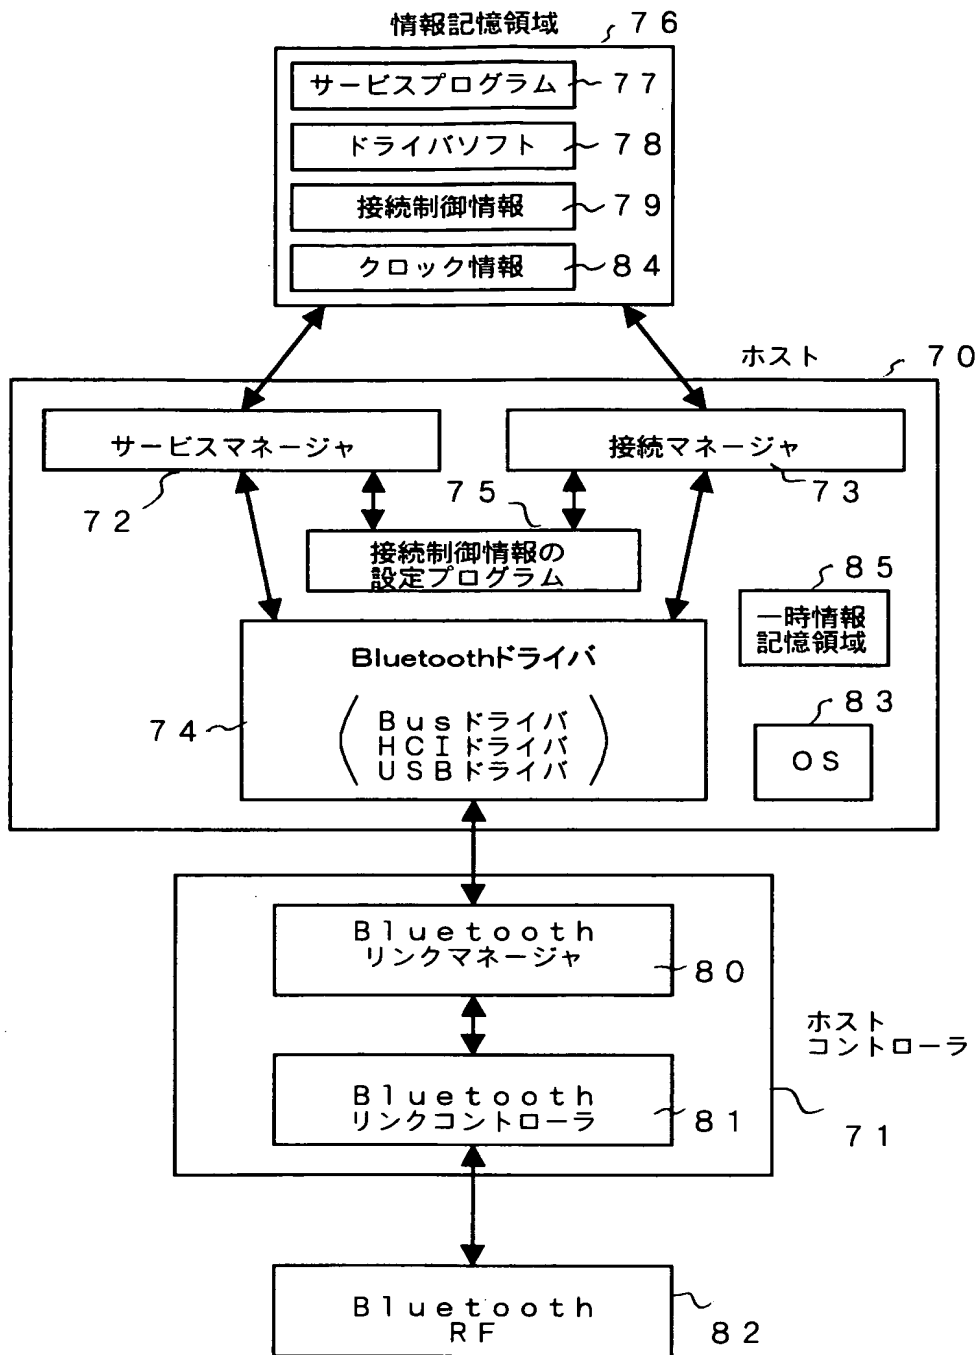 情報記憶領域 76
サービスプログラム 77
ドライバソフト 78
接続制御情報 79
クロック情報 84
ホスト 70
サービスマネージャ
接続マネージャ
72
75
73
接続制御情報の
設定プログラム
85
一時情報
記憶領域
Bluetoothドライバ
74
Busドライバ
HCIドライバ
USBドライバ
83
OS
Bluetooth
リンクマネージャ
80
ホスト
コントローラ
Bluetooth
リンクコントローラ
81
71
Bluetooth
RF
82